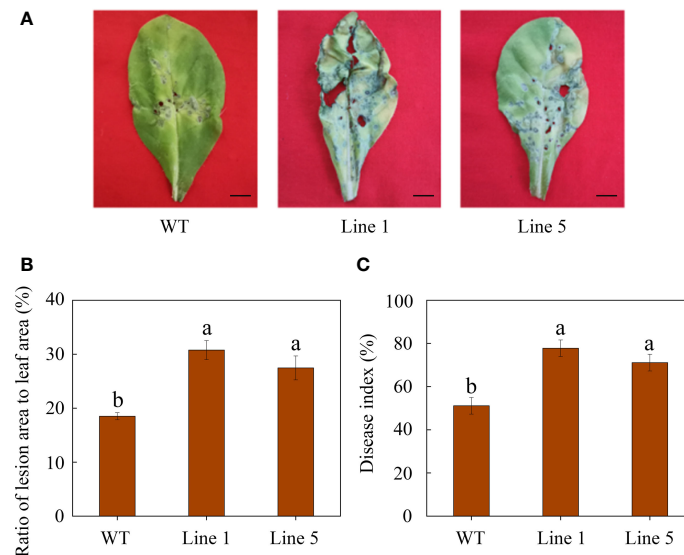 A
WT Line 1 Line 5
B
Ratio of lesion area to leaf area (%)
40
30
20
10
0
b a a
WT Line 1 Line 5
C
Disease index (%)
100
80
60
40
20
0
b a a
WT Line 1 Line 5